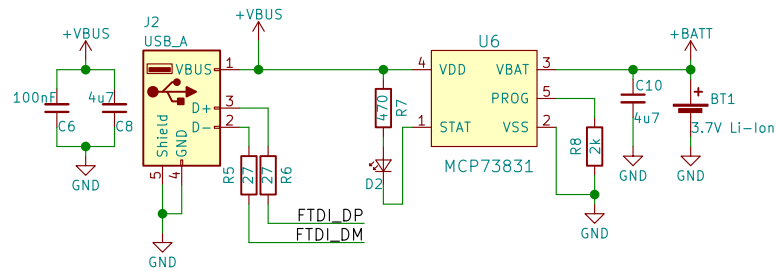 +VBUS
100nF
C6
4u7
C8
GND
J2
USB_A
VBUS
1
D+
3
D-
2
Shield
GND
5
4
GND
+VBUS
R5
27
27
R6
FTDI_DP
FTDI_DM
470
R7
D2
U6
4
VDD
VBAT
3
PROG
5
1
STAT
VSS
2
MCP73831
R8
2k
GND
C10
4u7
GND
+BATT
+
BT1
3.7V Li-Ion
GND